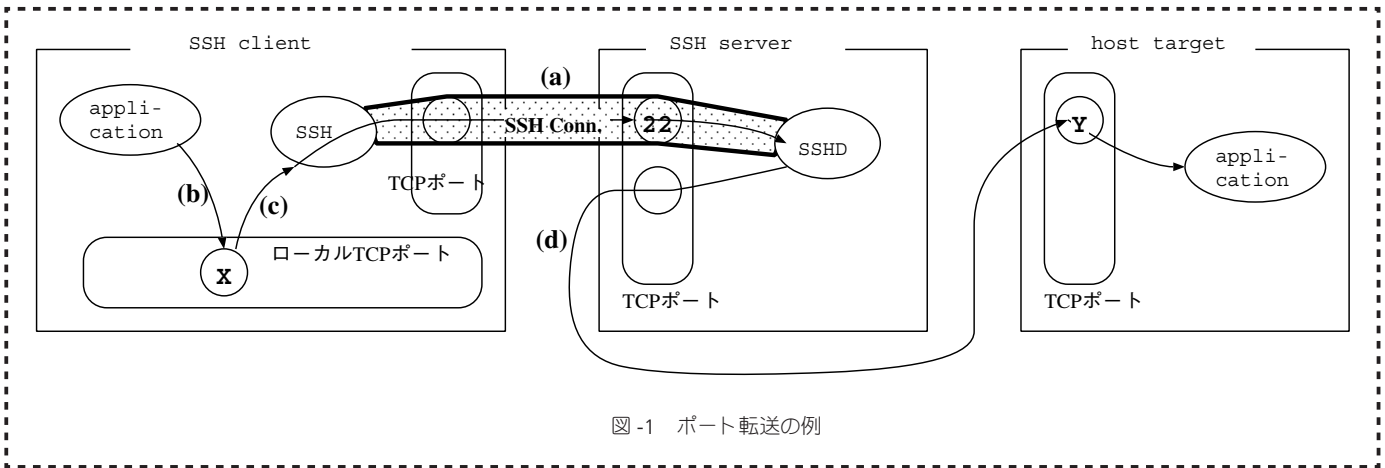 SSH client
SSH server
host target
(a)
appli-
cation
SSH
SSH Conn.
22
SSHD
Y
appli-
cation
TCPポート
(b)
(c)
(d)
ローカルTCPポート
X
TCPポート
TCPポート
図-1 ポート転送の例